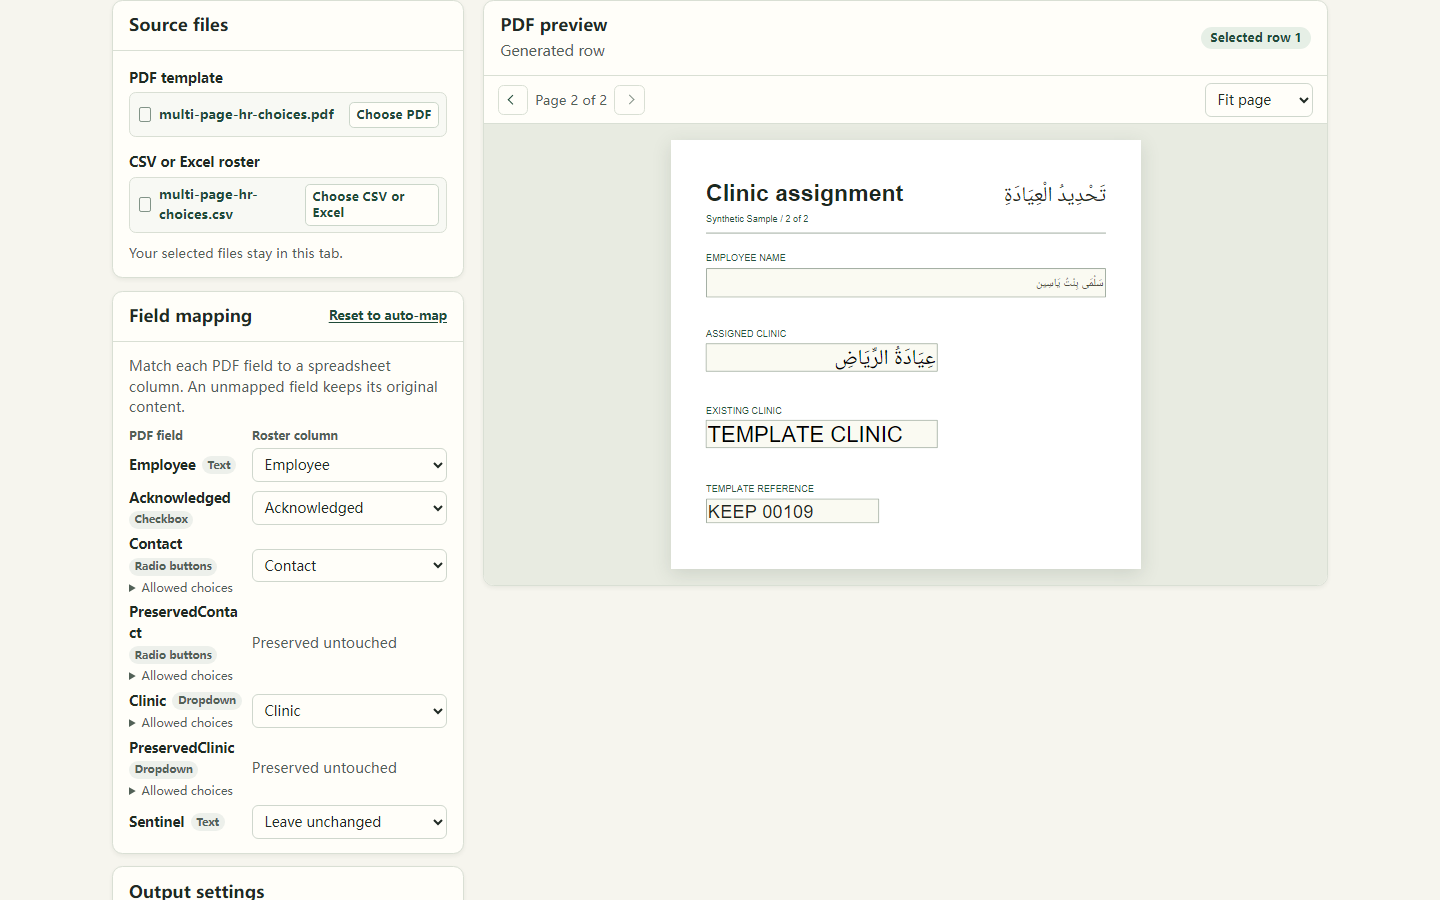 Source files
PDF template
multi-page-hr-choices.pdf
Choose PDF
CSV or Excel roster
multi-page-hr-
choices.csv
Choose CSV or
Excel
Your selected files stay in this tab.
Field mapping
Reset to auto-map
Match each PDF field to a spreadsheet
column. An unmapped field keeps its original
content.
PDF field
Roster column
Employee Text
Employee
Acknowledged
Checkbox
Acknowledged
Contact
Radio buttons
Allowed choices
Contact
PreservedConta
ct
Radio buttons
Allowed choices
Preserved untouched
Clinic Dropdown
Allowed choices
Clinic
PreservedClinic
Dropdown
Allowed choices
Preserved untouched
Sentinel Text
Leave unchanged
Output settings
PDF preview
Generated row
Selected row 1
Page 2 of 2
Fit page
Clinic assignment
تَحْدِيدُ الْعِيَادَةِ
Synthetic Sample / 2 of 2
EMPLOYEE NAME
سَلْمَى بِنْتُ يَاسِين
ASSIGNED CLINIC
عِيَادَةُ الرِّيَاضِ
EXISTING CLINIC
TEMPLATE CLINIC
TEMPLATE REFERENCE
KEEP 00109